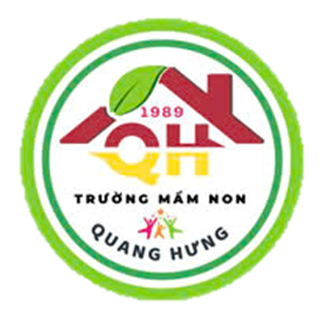 1989
QH
TRƯỜNG MẦM NON
QUANG HƯNG